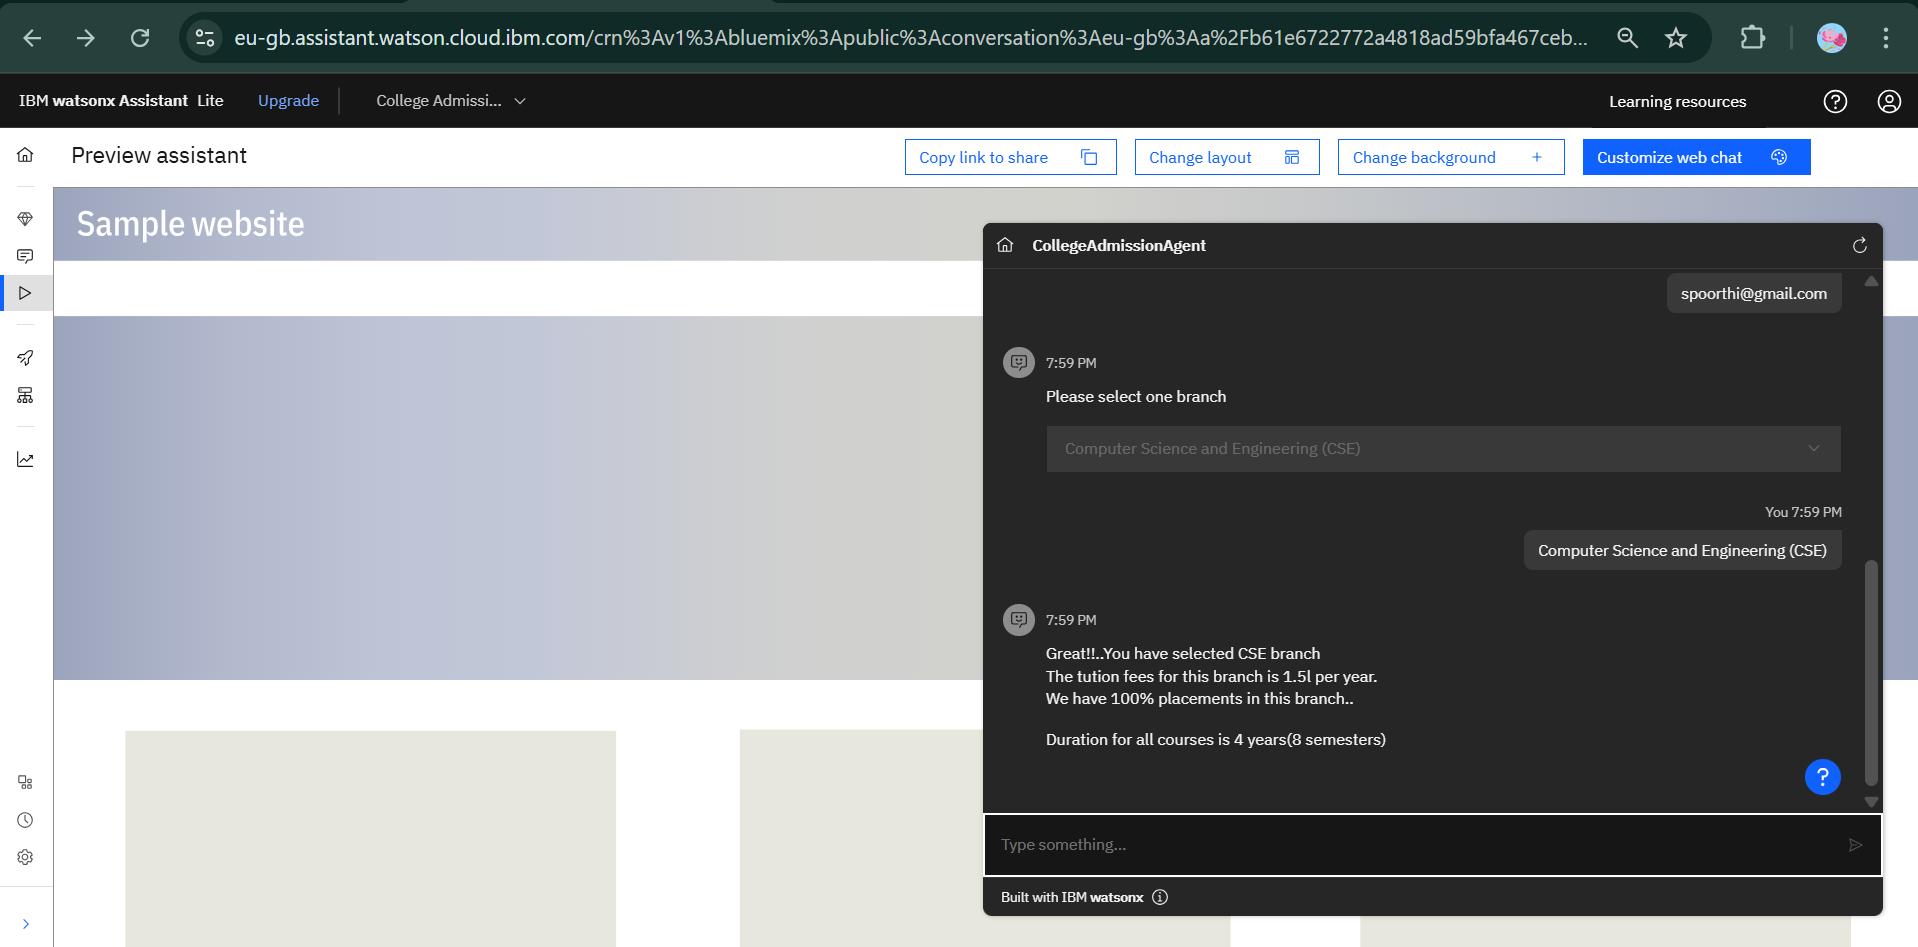 eu-gb.assistant.watson.cloud.ibm.com/crn%3Av1%3Abluemix%3Apublic%3Aconversation%3Aeu-gb%3Aa%2Fb61e6722772a4818ad59bfa467ceb...
IBM watsonx Assistant Lite Upgrade College Admissi... Learning resources
Preview assistant
Copy link to share
Change layout
Change background +
Customize web chat
Sample website
CollegeAdmissionAgent
spoorthi@gmail.com
7:59 PM
Please select one branch
Computer Science and Engineering (CSE)
You 7:59 PM
Computer Science and Engineering (CSE)
7:59 PM
Great!!..You have selected CSE branch
The tution fees for this branch is 1.5l per year.
We have 100% placements in this branch..
Duration for all courses is 4 years(8 semesters)
?
Type something...
Built with IBM watsonx